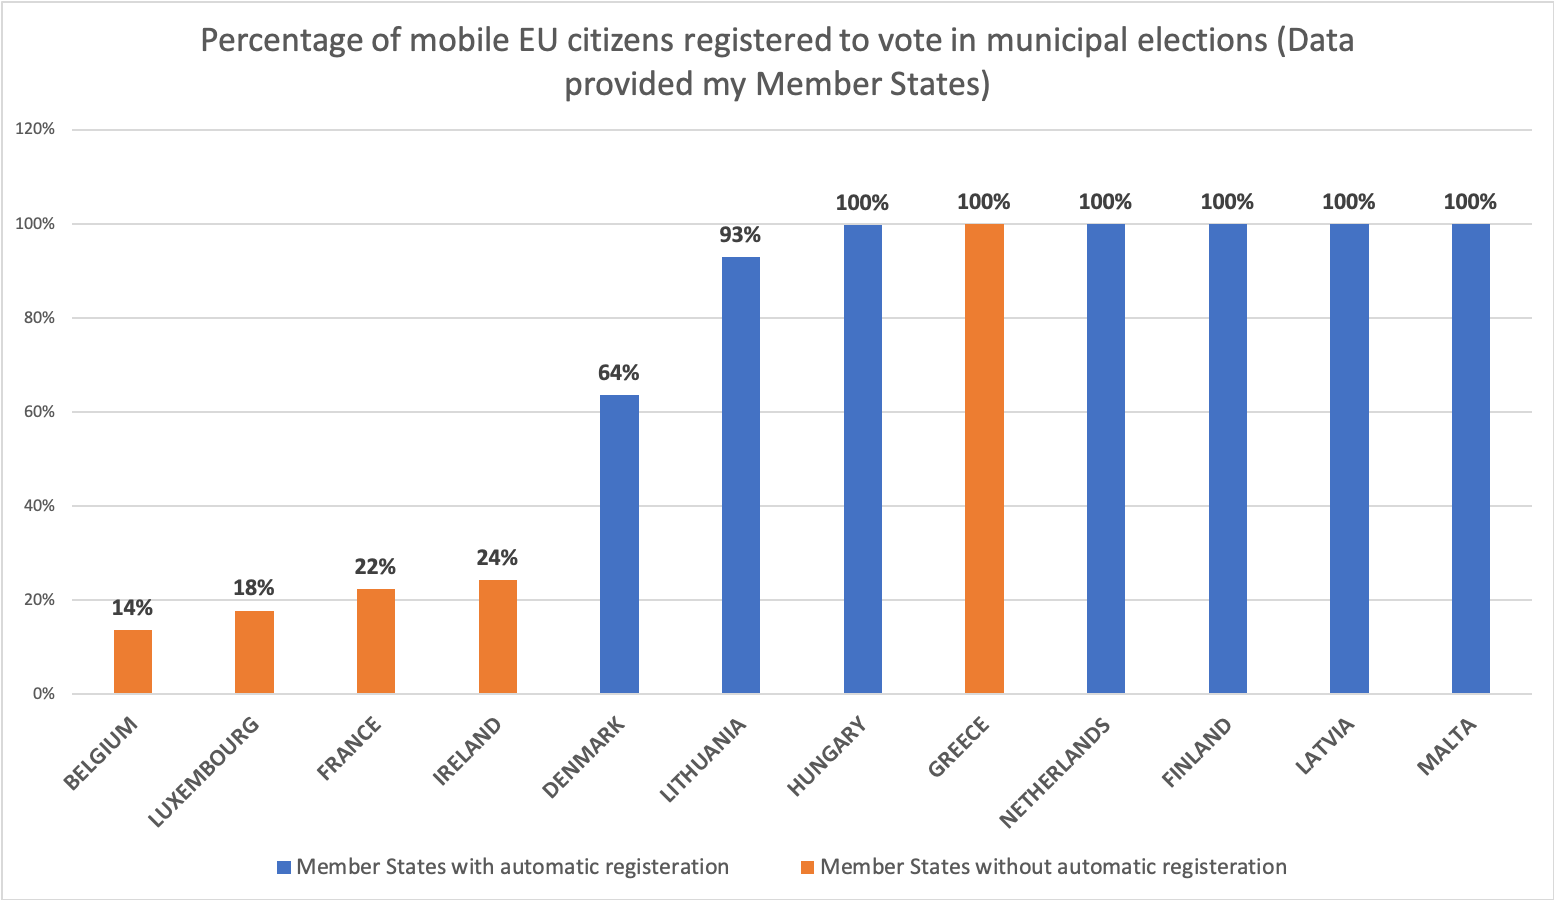 Percentage of mobile EU citizens registered to vote in municipal elections (Data
provided my Member States)
120%
100%
80%
60%
40%
20%
0%
14%
18%
22%
24%
64%
93%
100%
100%
100%
100%
100%
100%
BELGIUM
LUXEMBOURG
FRANCE
IRELAND
DENMARK
LITHUANIA
HUNGARY
GREECE
NETHERLANDS
FINLAND
LATVIA
MALTA
Member States with automatic registeration
Member States without automatic registeration